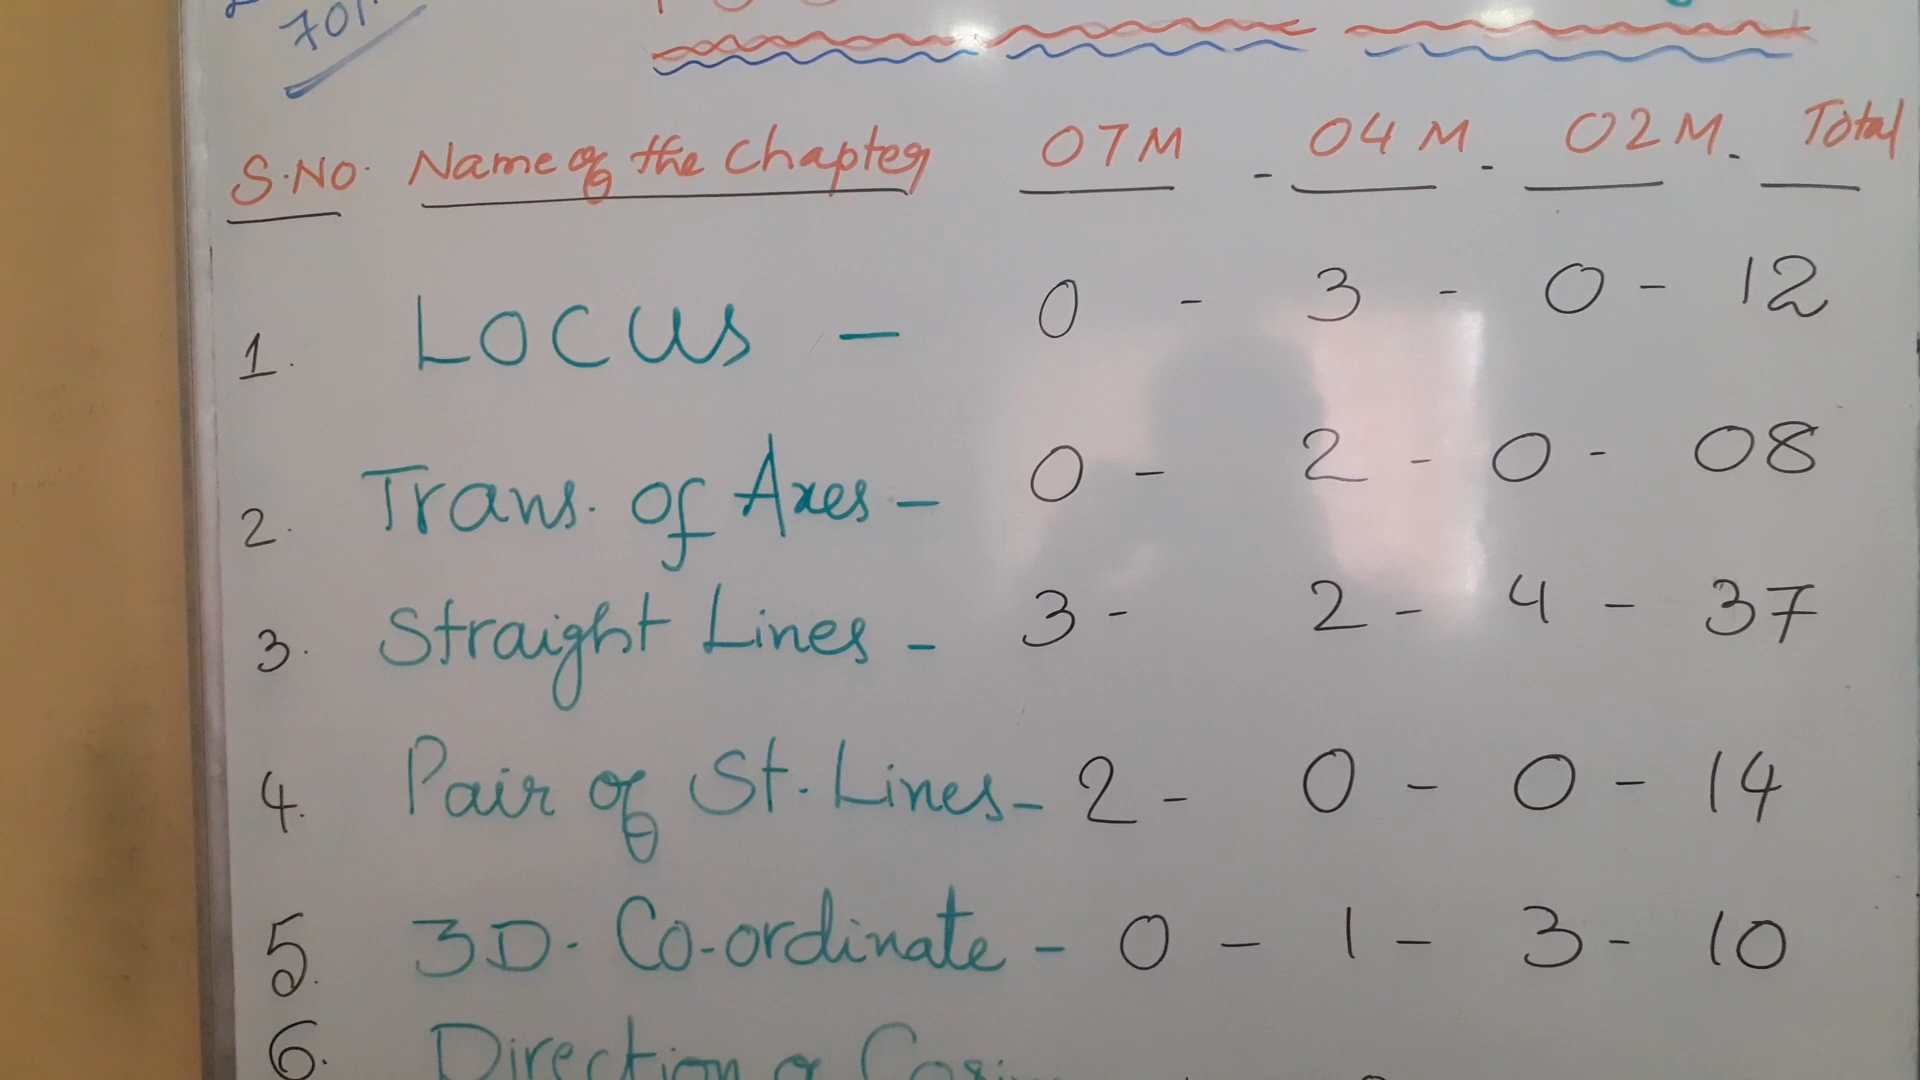 for
S.NO. Name of the Chapter 07M - 04M - 02M. Total
1. LOCUS - 0 - 3 - 0 - 12
2. Trans. of Axes - 0 - 2 - 0 - 08
3. Straight Lines - 3 - 2 - 4 - 37
4. Pair of St. Lines - 2 - 0 - 0 - 14
5. 3D. Co-ordinate - 0 - 1 - 3 - 10
6. Direction